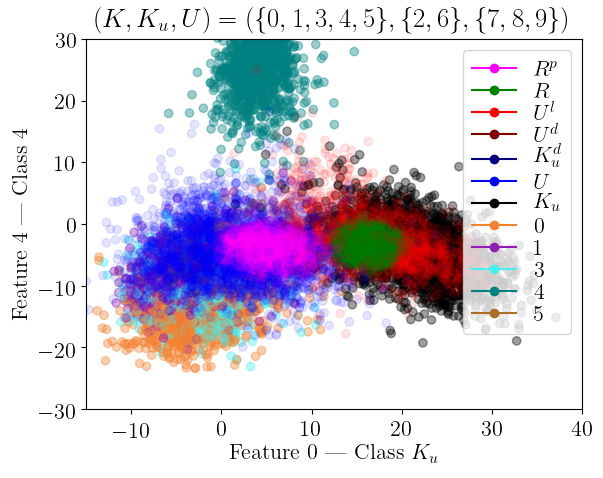 (K, K_u, U) = ({0, 1, 3, 4, 5}, {2, 6}, {7, 8, 9})
30
20
10
0
−10
−20
−30
Feature 4 — Class 4
−10 0 10 20 30 40
Feature 0 — Class K_u
R^p
R
U^l
U^d
K_u^d
U
K_u
0
1
3
4
5